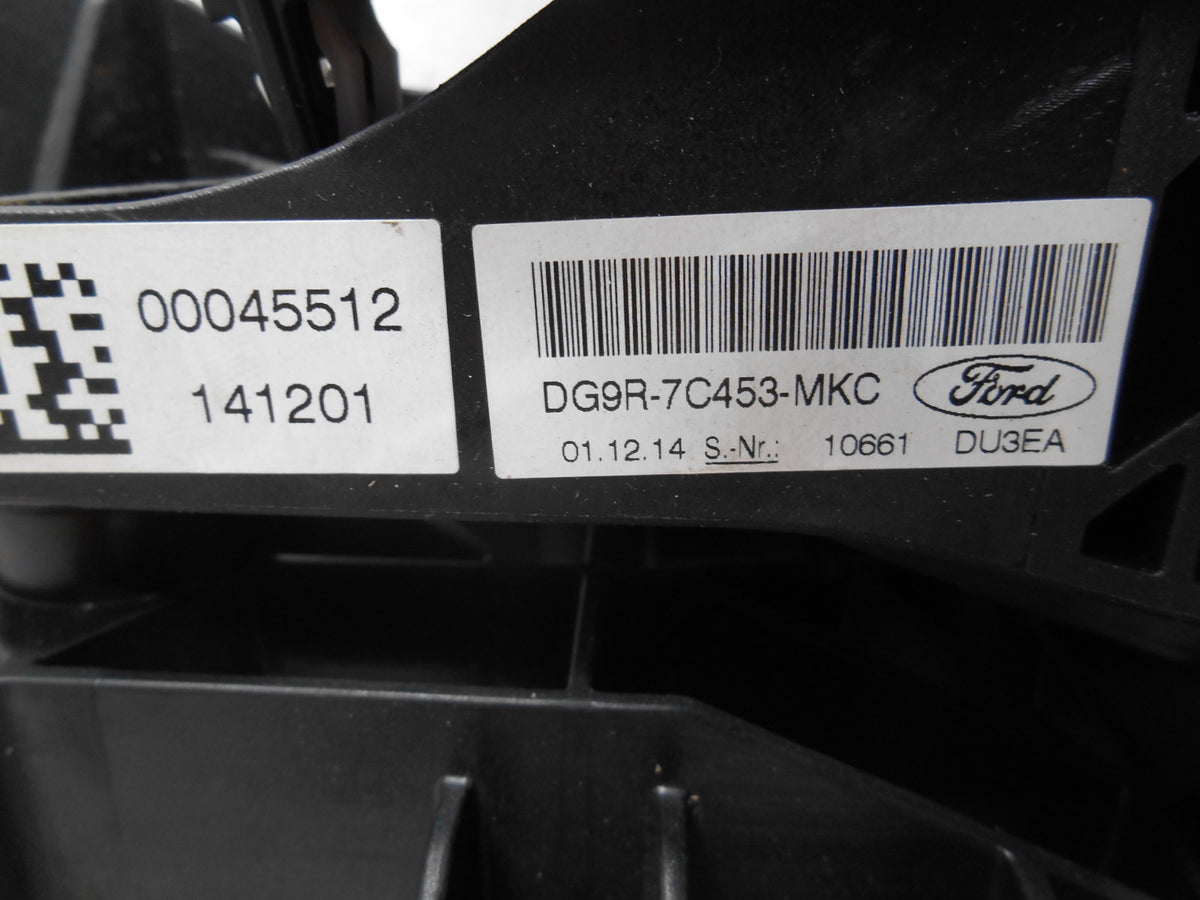 00045512
141201
DG9R-7C453-MKC Ford
01.12.14 S.-Nr.: 10661 DU3EA